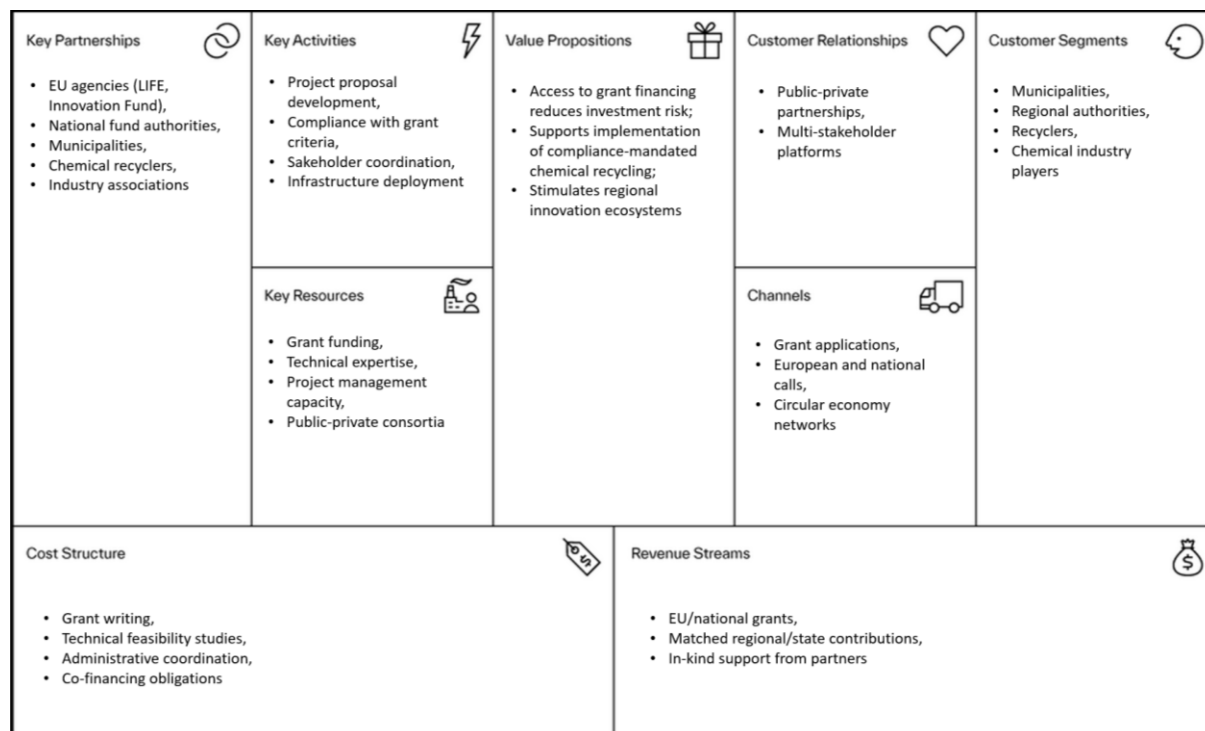 Key Partnerships
• EU agencies (LIFE,
Innovation Fund),
• National fund authorities,
• Municipalities,
• Chemical recyclers,
• Industry associations
Key Activities
• Project proposal
development,
• Compliance with grant
criteria,
• Sakeholder coordination,
• Infrastructure deployment
Key Resources
• Grant funding,
• Technical expertise,
• Project management
capacity,
• Public-private consortia
Value Propositions
• Access to grant financing
reduces investment risk;
• Supports implementation
of compliance-mandated
chemical recycling;
• Stimulates regional
innovation ecosystems
Customer Relationships
• Public-private
partnerships,
• Multi-stakeholder
platforms
Channels
• Grant applications,
• European and national
calls,
• Circular economy
networks
Customer Segments
• Municipalities,
• Regional authorities,
• Recyclers,
• Chemical industry
players
Cost Structure
• Grant writing,
• Technical feasibility studies,
• Administrative coordination,
• Co-financing obligations
Revenue Streams
• EU/national grants,
• Matched regional/state contributions,
• In-kind support from partners